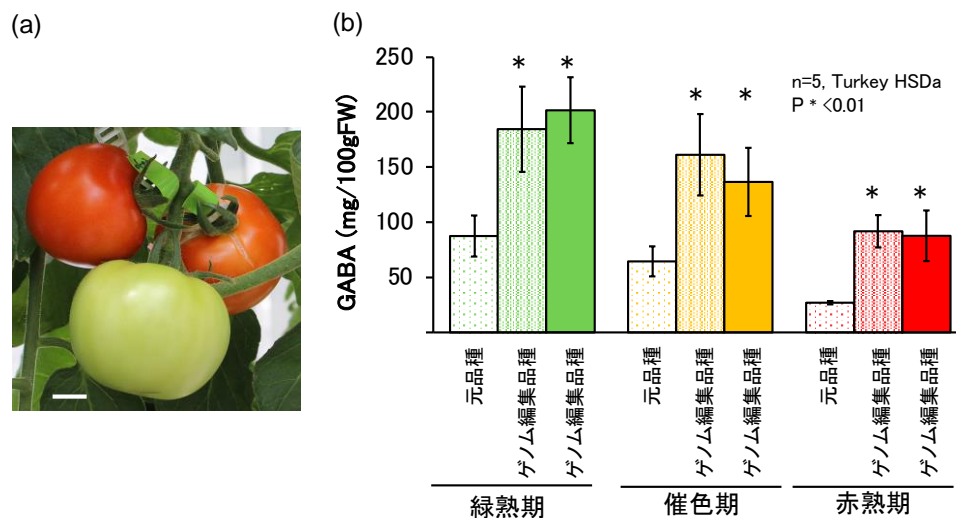 (a)
(b)
GABA (mg/100gFW)
250
200
150
100
50
* *
* *
* *
n=5, Turkey HSDa
P * <0.01
元品種
ゲノム編集品種
ゲノム編集品種
元品種
ゲノム編集品種
ゲノム編集品種
元品種
ゲノム編集品種
ゲノム編集品種
緑熟期
催色期
赤熟期